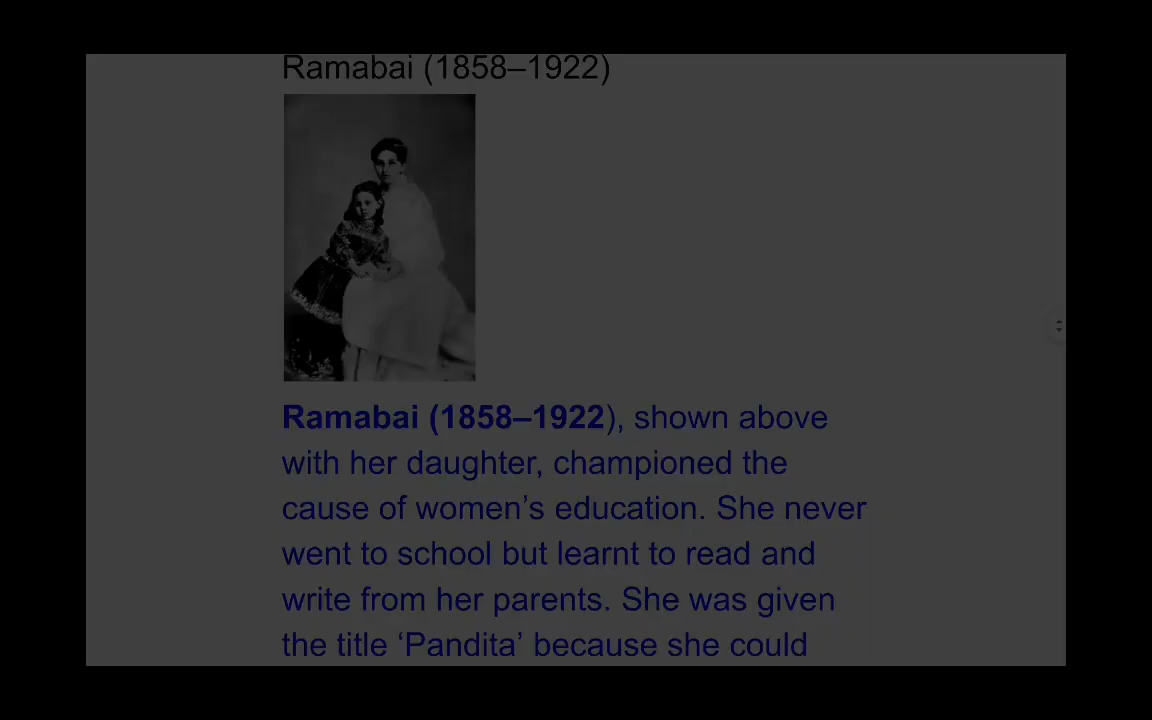 Ramabai (1858–1922)
Ramabai (1858–1922), shown above
with her daughter, championed the
cause of women’s education. She never
went to school but learnt to read and
write from her parents. She was given
the title ‘Pandita’ because she could